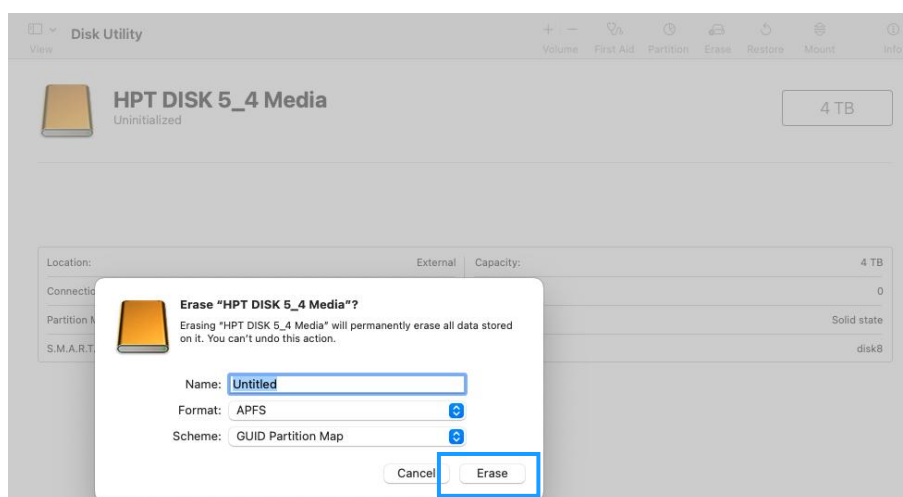 Disk Utility
View
Volume First Aid Partition Erase Restore Mount Info
HPT DISK 5_4 Media
Uninitialized
4 TB
Location: External
Capacity: 4 TB
Connectio
0
Partition M
Solid state
S.M.A.R.T.
disk8
Erase "HPT DISK 5_4 Media"?
Erasing "HPT DISK 5_4 Media" will permanently erase all data stored
on it. You can't undo this action.
Name: Untitled
Format: APFS
Scheme: GUID Partition Map
Cancel Erase